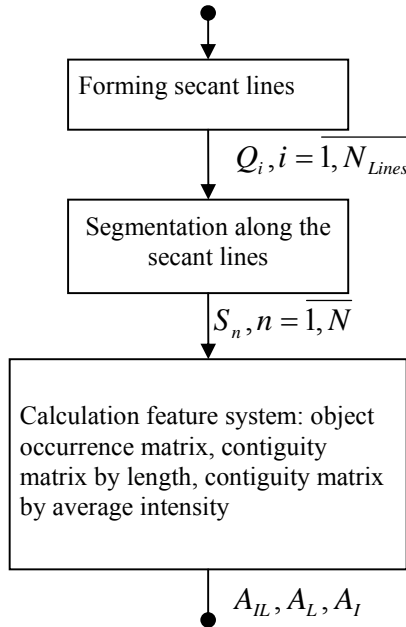 Forming secant lines
$Q_i, i = \overline{1, N_{Lines}}$
Segmentation along the
secant lines
$S_n, n = \overline{1, N}$
Calculation feature system: object
occurrence matrix, contiguity
matrix by length, contiguity matrix
by average intensity
$A_{IL}, A_L, A_I$